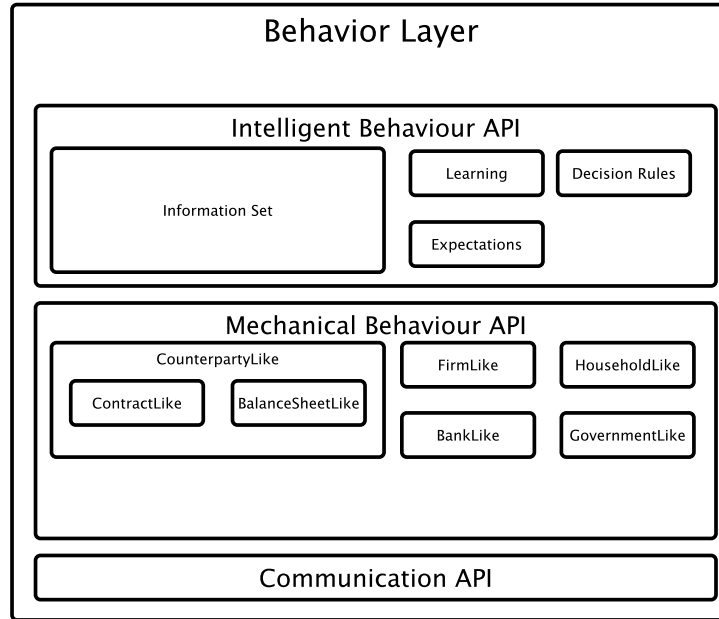 Behavior Layer
Intelligent Behaviour API
Information Set
Learning
Decision Rules
Expectations
Mechanical Behaviour API
CounterpartyLike
ContractLike
BalanceSheetLike
FirmLike
HouseholdLike
BankLike
GovernmentLike
Communication API